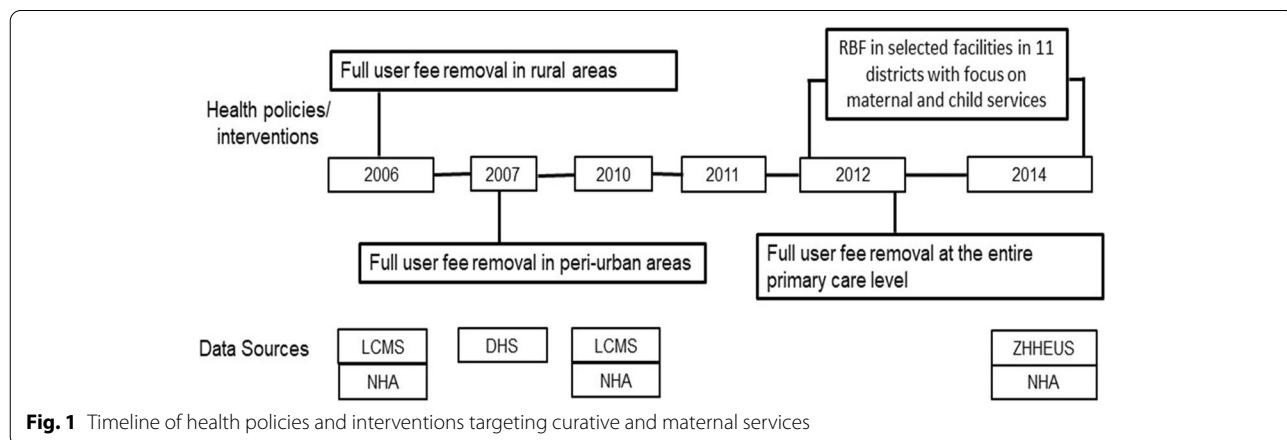 RBF in selected facilities in 11
districts with focus on
maternal and child services
Full user fee removal in rural areas
Health policies/
interventions
2006
2007
2010
2011
2012
2014
Full user fee removal in peri-urban areas
Full user fee removal at the entire
primary care level
Data Sources
LCMS
DHS
LCMS
ZHHEUS
NHA
NHA
NHA
Fig. 1 Timeline of health policies and interventions targeting curative and maternal services